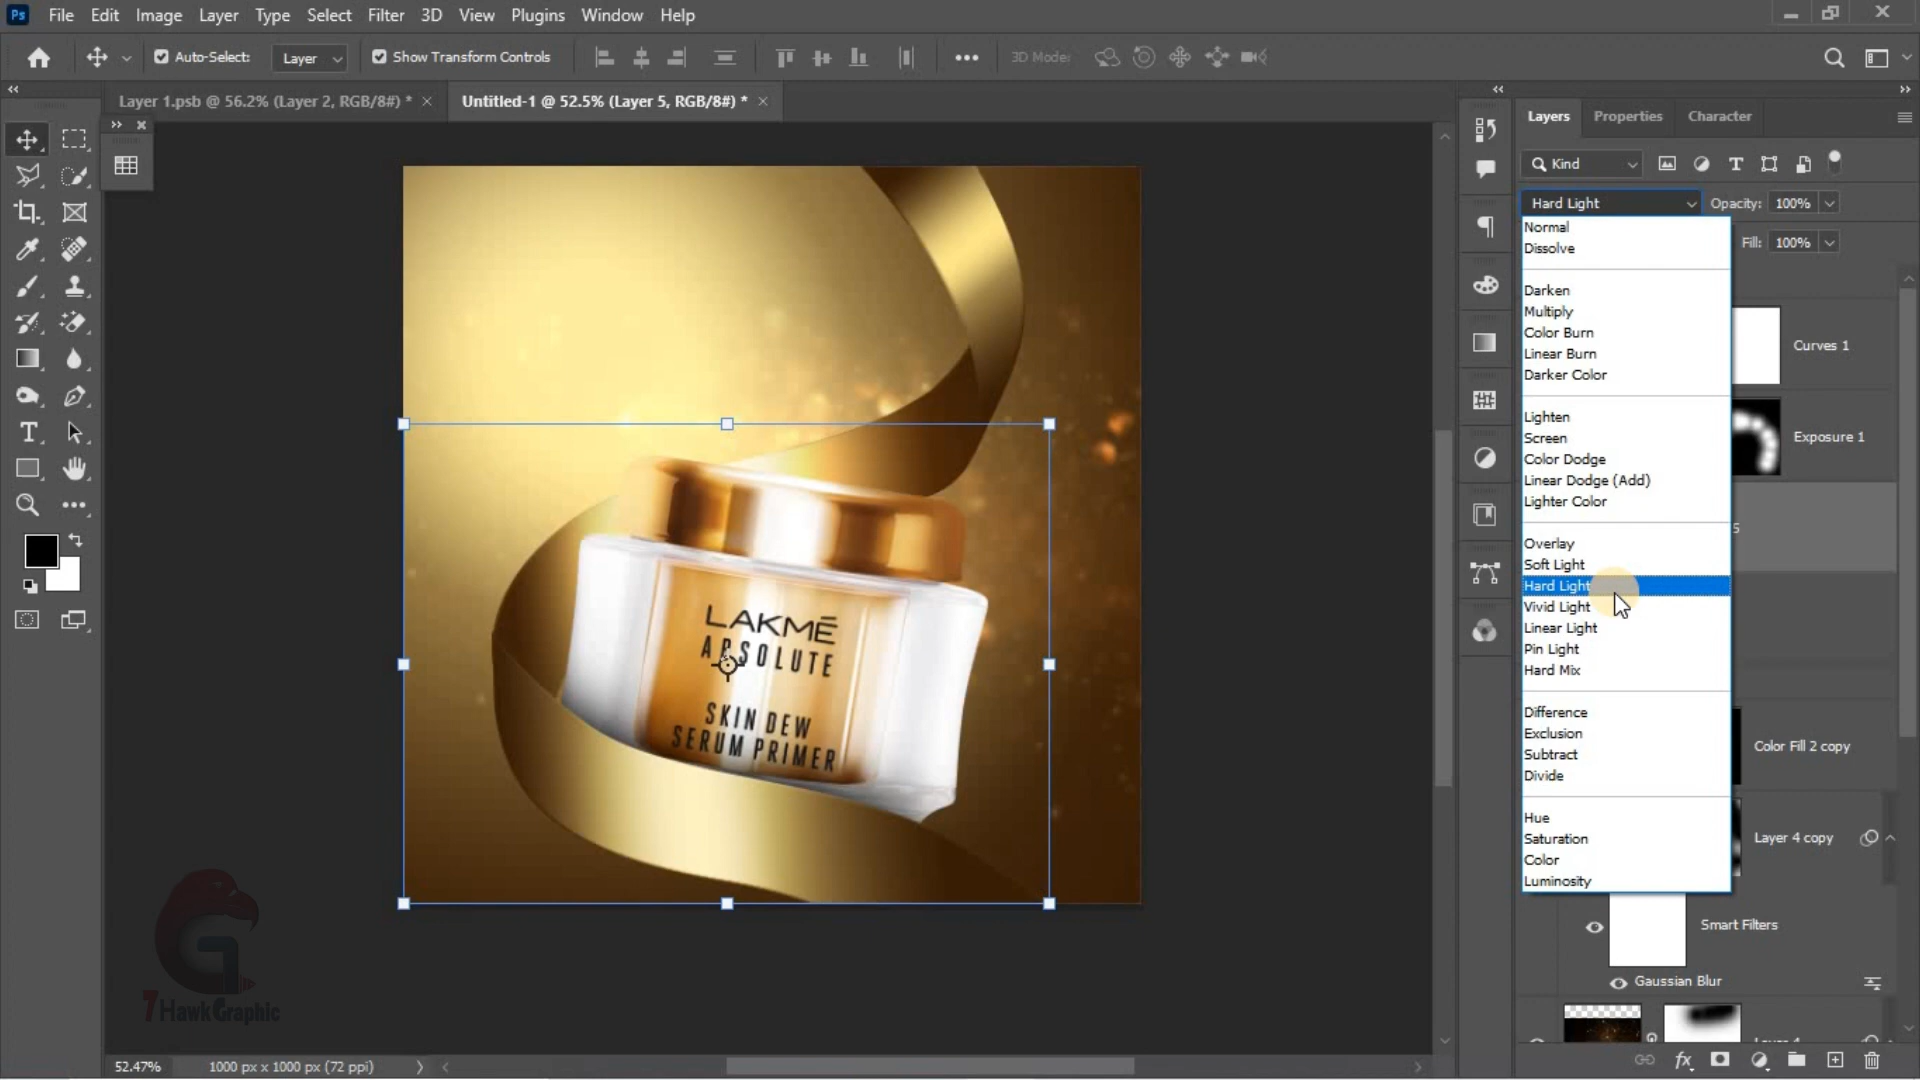 Ps File Edit Image Layer Type Select Filter 3D View Plugins Window Help
Auto-Select: Layer Show Transform Controls 3D Mode:
Layer 1.psb @ 56.2% (Layer 2, RGB/8#) *
Untitled-1 @ 52.5% (Layer 5, RGB/8#) *
Layers Properties Character
Kind
Hard Light Opacity: 100%
Fill: 100%
Normal
Dissolve
Darken
Multiply
Color Burn
Linear Burn
Darker Color
Lighten
Screen
Color Dodge
Linear Dodge (Add)
Lighter Color
Overlay
Soft Light
Hard Light
Vivid Light
Linear Light
Pin Light
Hard Mix
Difference
Exclusion
Subtract
Divide
Hue
Saturation
Color
Luminosity
Curves 1
Exposure 1
5
Color Fill 2 copy
Layer 4 copy
Smart Filters
Gaussian Blur
LAKMĒ
ABSOLUTE
SKIN DEW
SERUM PRIMER
7HawkGraphic
52.47% 1000 px x 1000 px (72 ppi)